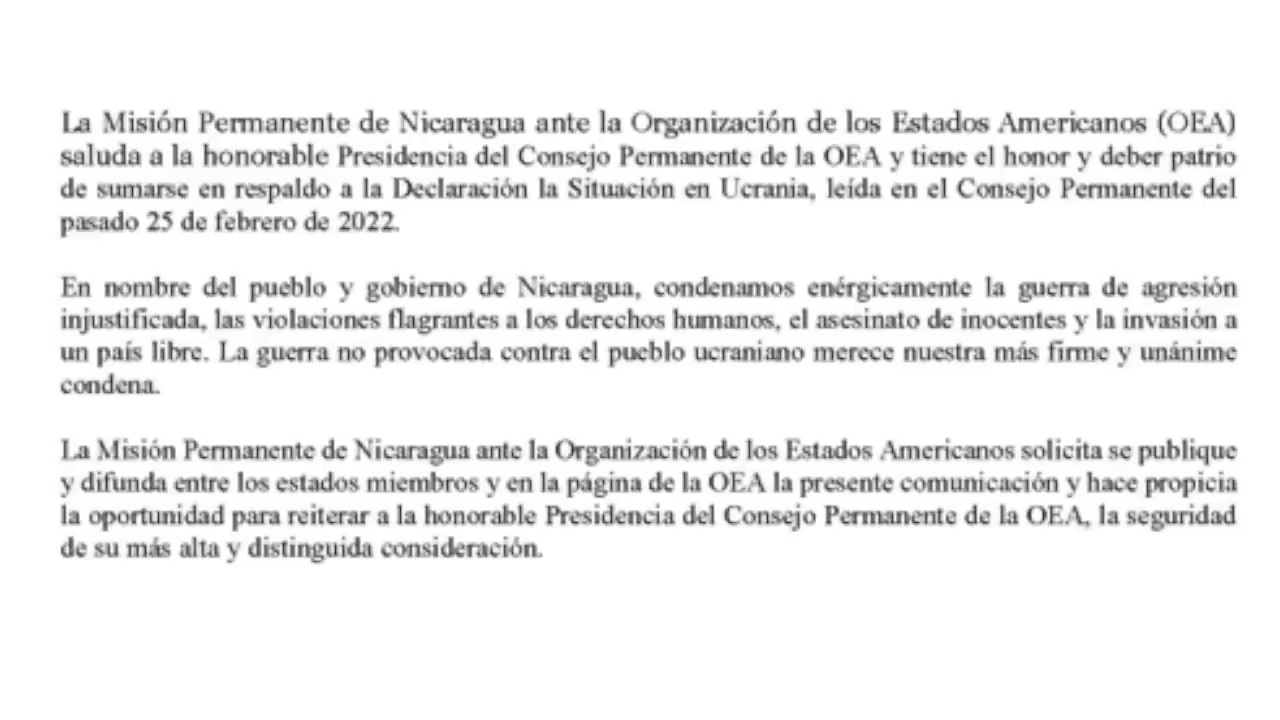 La Misión Permanente de Nicaragua ante la Organización de los Estados Americanos (OEA)
saluda a la honorable Presidencia del Consejo Permanente de la OEA y tiene el honor y deber patrio
de sumarse en respaldo a la Declaración la Situación en Ucrania, leída en el Consejo Permanente del
pasado 25 de febrero de 2022.
En nombre del pueblo y gobierno de Nicaragua, condenamos enérgicamente la guerra de agresión
injustificada, las violaciones flagrantes a los derechos humanos, el asesinato de inocentes y la invasión a
un país libre. La guerra no provocada contra el pueblo ucraniano merece nuestra más firme y unánime
condena.
La Misión Permanente de Nicaragua ante la Organización de los Estados Americanos solicita se publique
y difunda entre los estados miembros y en la página de la OEA la presente comunicación y hace propicia
la oportunidad para reiterar a la honorable Presidencia del Consejo Permanente de la OEA, la seguridad
de su más alta y distinguida consideración.